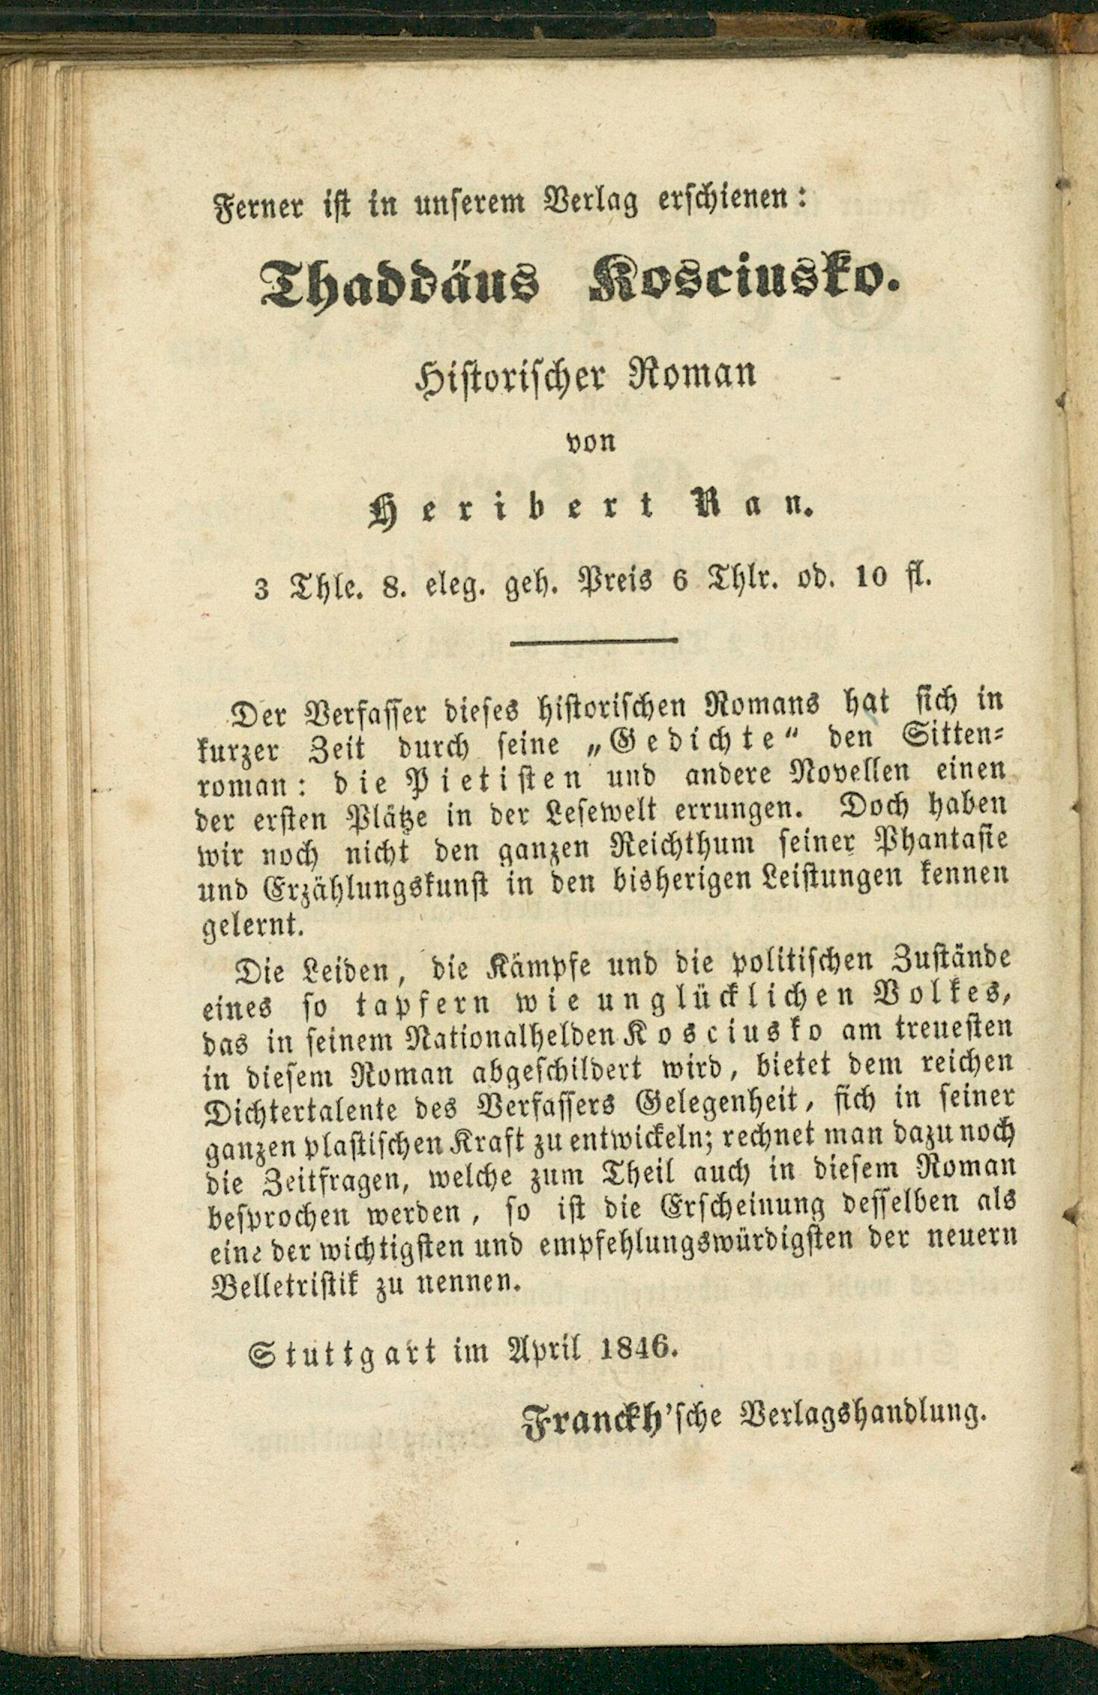 Ferner ist in unserem Verlag erschienen:
Thaddäus Kosciusko.
Historischer Roman
von
Heribert Ran.
3 Thle. 8. eleg. geh. Preis 6 Thlr. od. 10 fl.
Der Verfasser dieses historischen Romans hat sich in
kurzer Zeit durch seine „Gedichte“ den Sitten-
roman: die Pietisten und andere Novellen einen
der ersten Plätze in der Lesewelt errungen. Doch haben
wir noch nicht den ganzen Reichthum seiner Phantasie
und Erzählungskunst in den bisherigen Leistungen kennen
gelernt.
Die Leiden, die Kämpfe und die politischen Zustände
eines so tapfern wie unglücklichen Volkes,
das in seinem Nationalhelden Kosciusko am treuesten
in diesem Roman abgeschildert wird, bietet dem reichen
Dichtertalente des Verfassers Gelegenheit, sich in seiner
ganzen plastischen Kraft zu entwickeln; rechnet man dazu noch
die Zeitfragen, welche zum Theil auch in diesem Roman
besprochen werden, so ist die Erscheinung desselben als
eine der wichtigsten und empfehlungswürdigsten der neuern
Belletristik zu nennen.
Stuttgart im April 1846.
Franckh'sche Verlagshandlung.